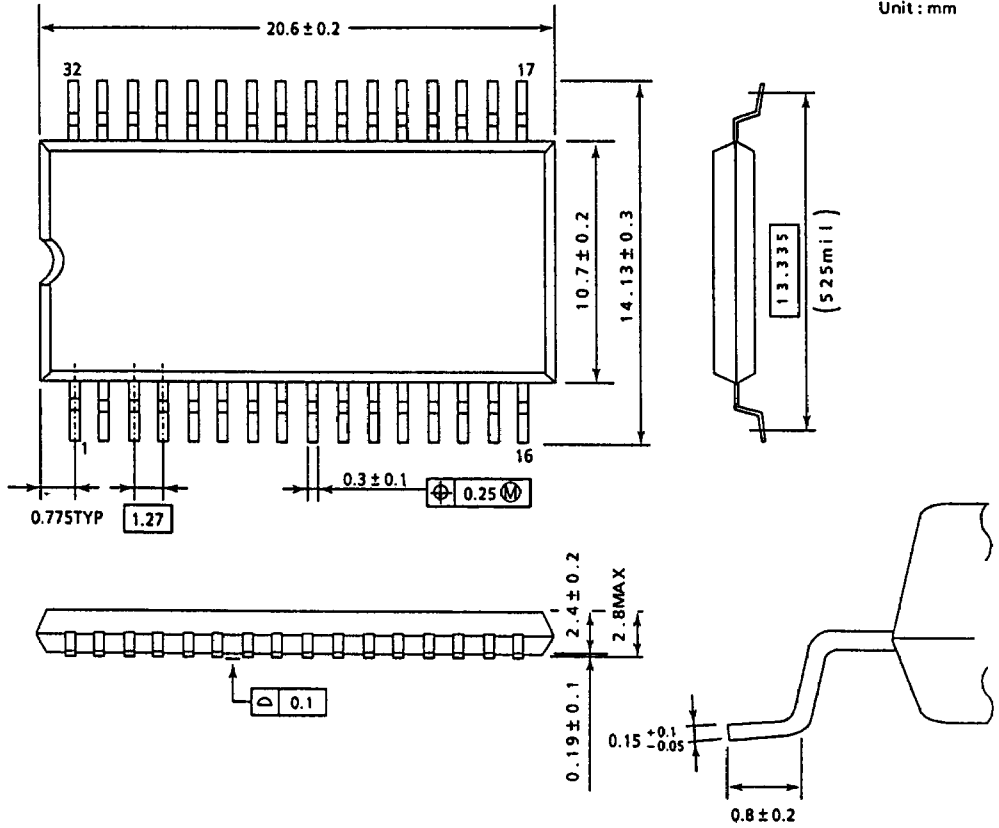 Unit : mm
20.6 ± 0.2
32
17
10.7 ± 0.2
14.13 ± 0.3
13.335
(525mil)
1
16
0.775TYP
1.27
0.3 ± 0.1
⌖ 0.25 Ⓜ
2.4 ± 0.2
2.8MAX
0.1
0.19 ± 0.1
0.15 +0.1 -0.05
0.8 ± 0.2